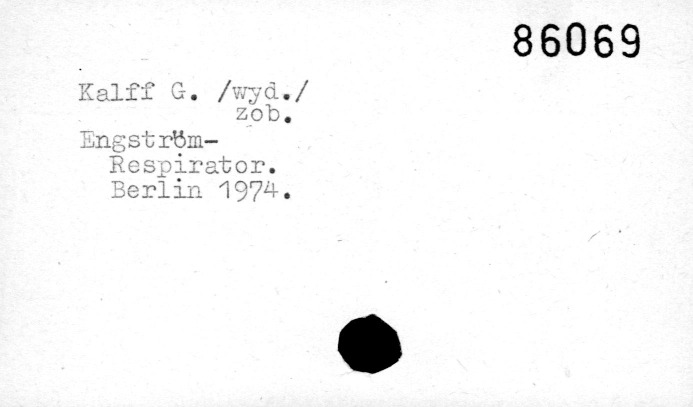 86069
Kalff G. /wyd./
zob.
Engström-
Respirator.
Berlin 1974.